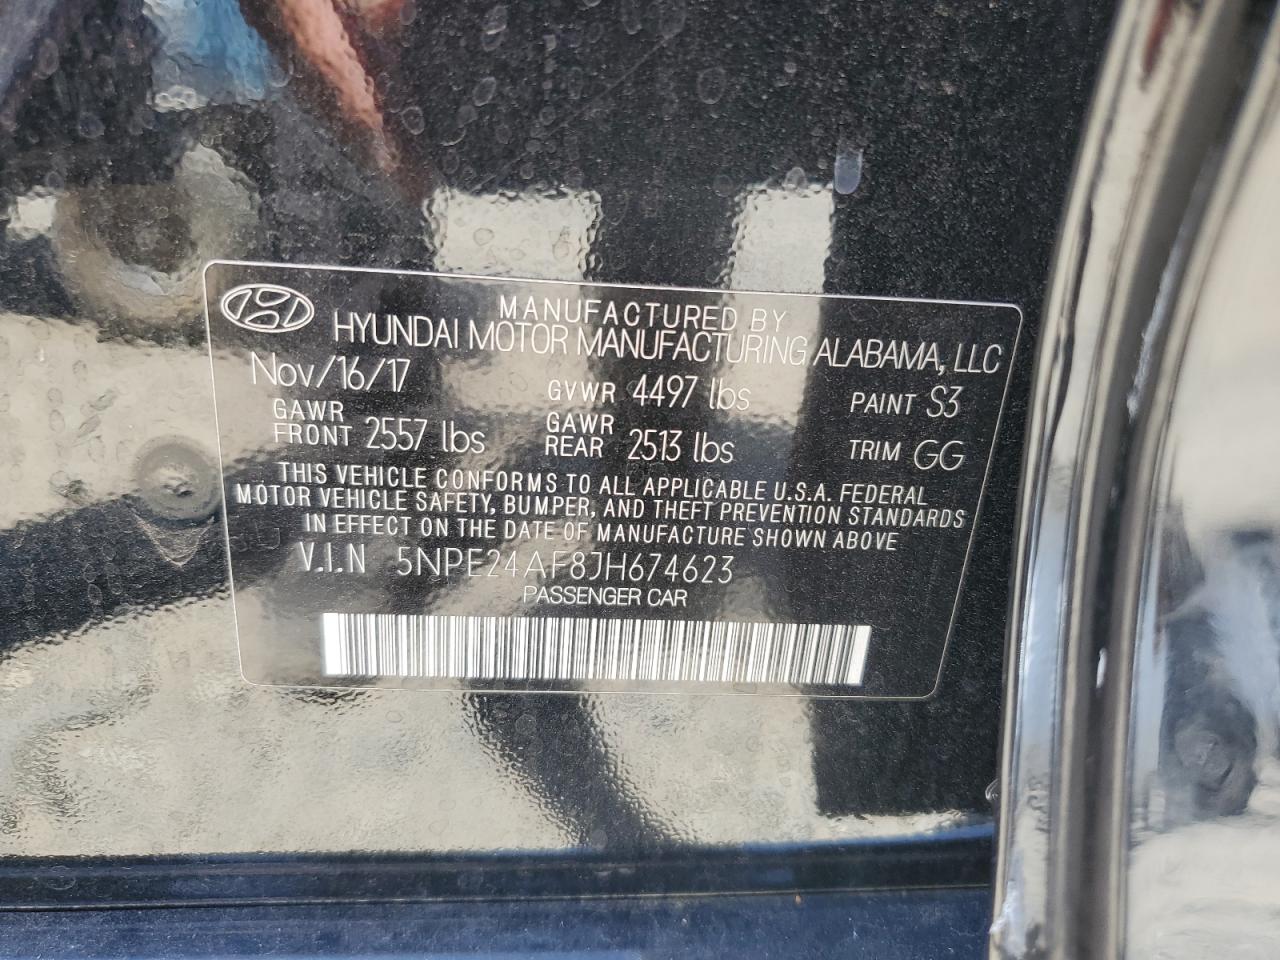 MANUFACTURED BY
HYUNDAI MOTOR MANUFACTURING ALABAMA, LLC
Nov/16/17 GVWR 4497 lbs PAINT S3
GAWR FRONT 2557 lbs GAWR REAR 2513 lbs TRIM GG
THIS VEHICLE CONFORMS TO ALL APPLICABLE U.S.A. FEDERAL
MOTOR VEHICLE SAFETY, BUMPER, AND THEFT PREVENTION STANDARDS
IN EFFECT ON THE DATE OF MANUFACTURE SHOWN ABOVE
V.I.N 5NPE24AF8JH674623
PASSENGER CAR